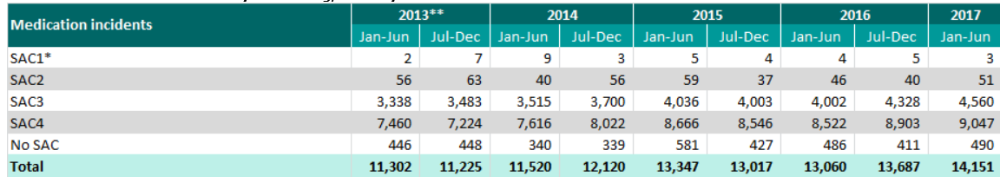 Medication incidents 2013** 2014 2015 2016 2017
Jan-Jun Jul-Dec Jan-Jun Jul-Dec Jan-Jun Jul-Dec Jan-Jun Jul-Dec Jan-Jun
SAC1* 2 7 9 3 5 4 4 5 3
SAC2 56 63 40 56 59 37 46 40 51
SAC3 3,338 3,483 3,515 3,700 4,036 4,003 4,002 4,328 4,560
SAC4 7,460 7,224 7,616 8,022 8,666 8,546 8,522 8,903 9,047
No SAC 446 448 340 339 581 427 486 411 490
Total 11,302 11,225 11,520 12,120 13,347 13,017 13,060 13,687 14,151